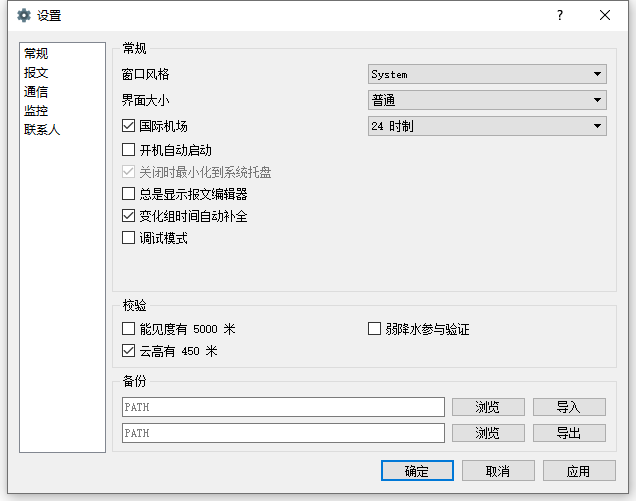 设置
常规
报文
通信
监控
联系人
常规
窗口风格 System
界面大小 普通
国际机场 24 时制
开机自动启动
关闭时最小化到系统托盘
总是显示报文编辑器
变化组时间自动补全
调试模式
校验
能见度有 5000 米 弱降水参与验证
云高有 450 米
备份
PATH 浏览 导入
PATH 浏览 导出
确定 取消 应用